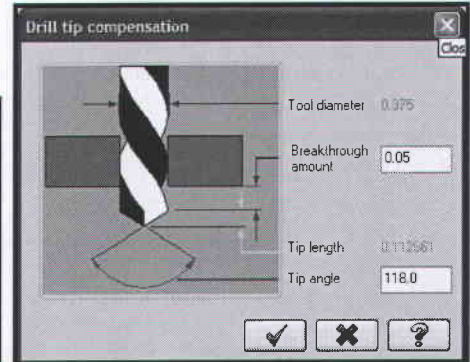 Drill tip compensation
Clos
Tool diameter 0.375
Breakthrough amount 0.05
Tip length 0.112661
Tip angle 118.0